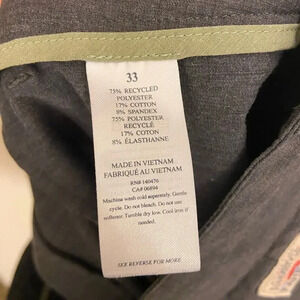 33
75% RECYCLED
POLYESTER
17% COTTON
8% SPANDEX
75% POLYESTER
RECYCLÉ
17% COTON
8% ÉLASTHANNE
MADE IN VIETNAM
FABRIQUÉ AU VIETNAM
RN# 140476
CA# 06894
Machine wash cold seperately. Gentle
cycle. Do not bleach. Do not use
softener. Tumble dry low. Cool iron if
needed.
SEE REVERSE FOR MORE